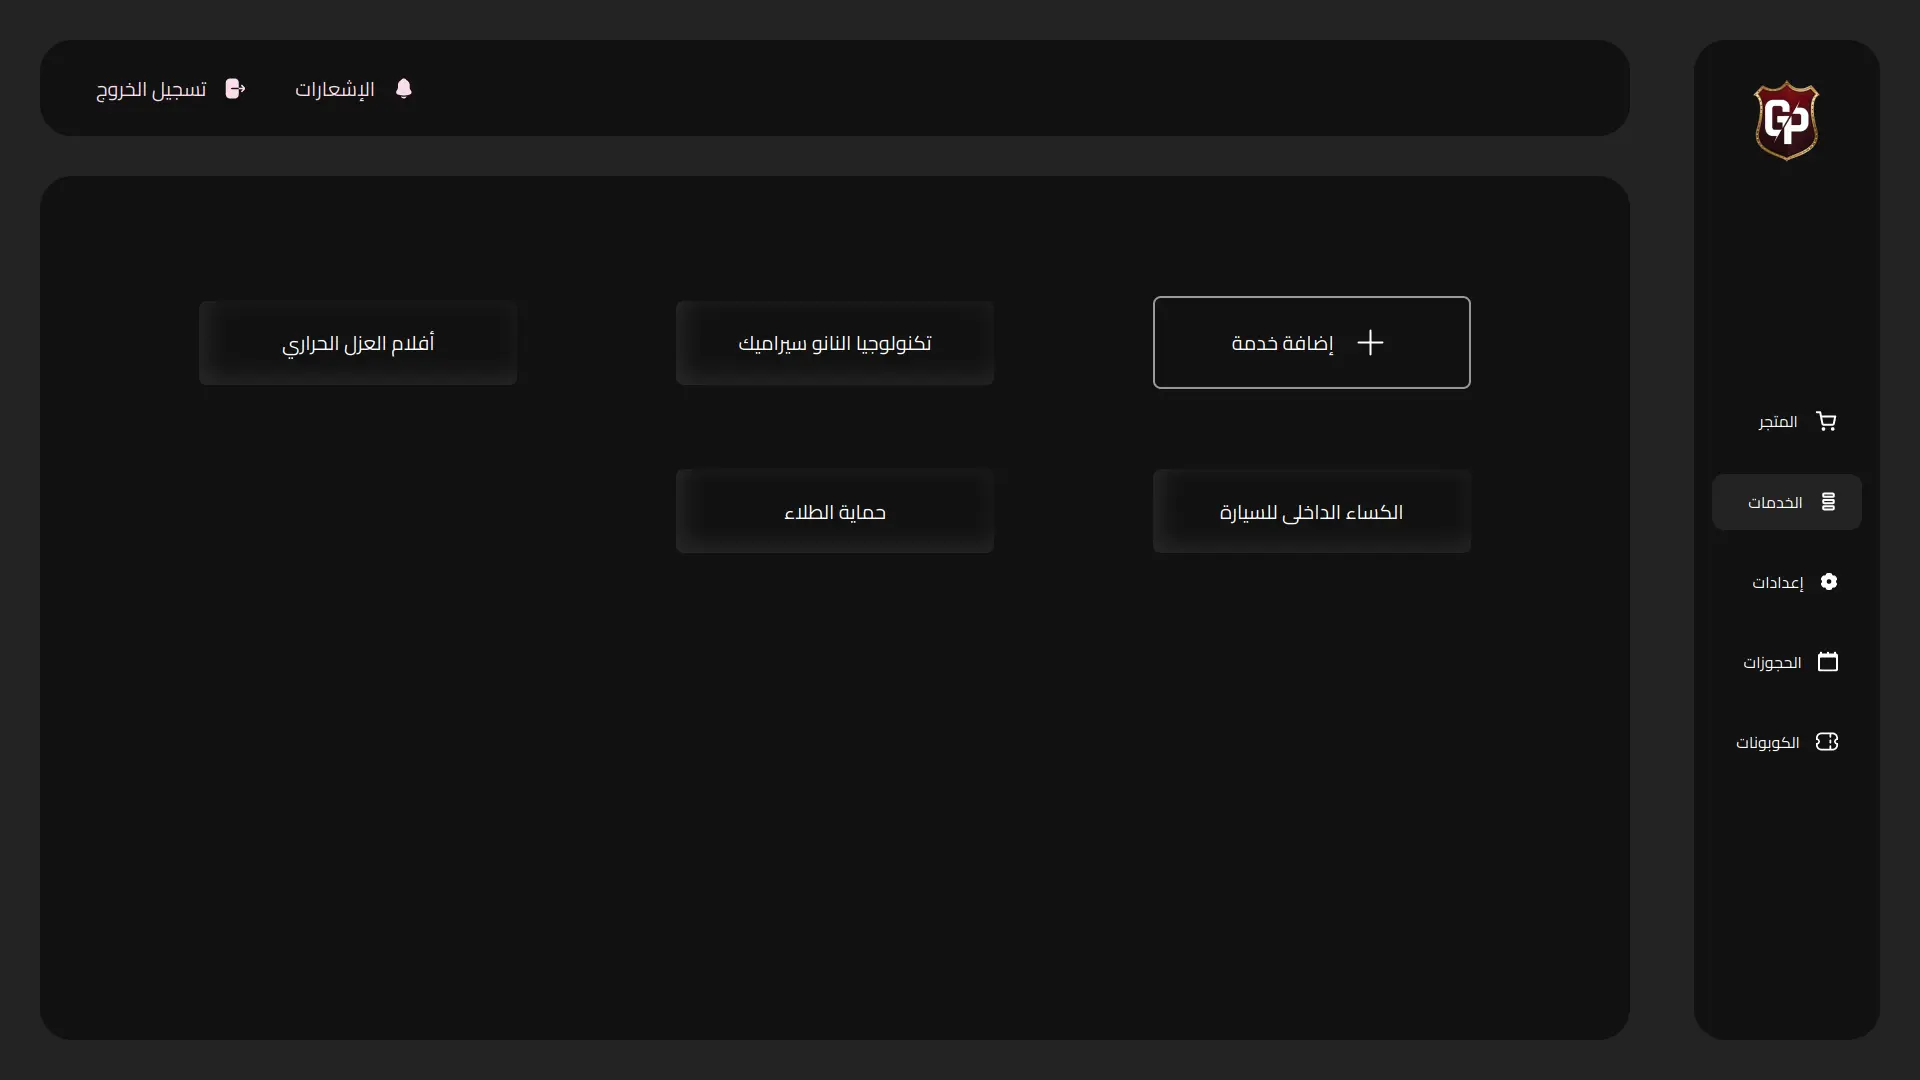 الإشعارات
تسجيل الخروج
GP
المتجر
الخدمات
إعدادات
الحجوزات
الكوبونات
إضافة خدمة
تكنولوجيا النانو سيراميك
أفلام العزل الحراري
الكساء الداخلى للسيارة
حماية الطلاء